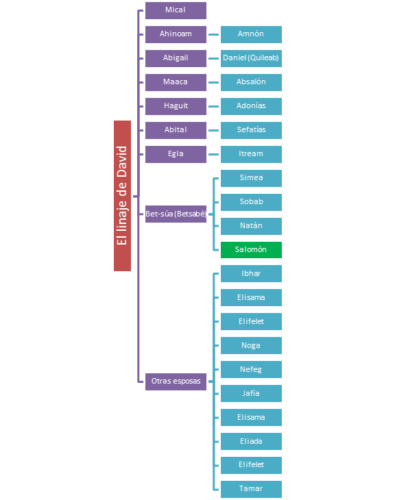 El linaje de David
Mical
Ahinoam
Amnón
Abigail
Daniel (Quileab)
Maaca
Absalón
Haguit
Adonías
Abital
Sefatías
Egla
Itream
Bet-súa (Betsabé)
Simea
Sobab
Natán
Salomón
Otras esposas
Ibhar
Elisama
Elifelet
Noga
Nefeg
Jafía
Elisama
Eliada
Elifelet
Tamar